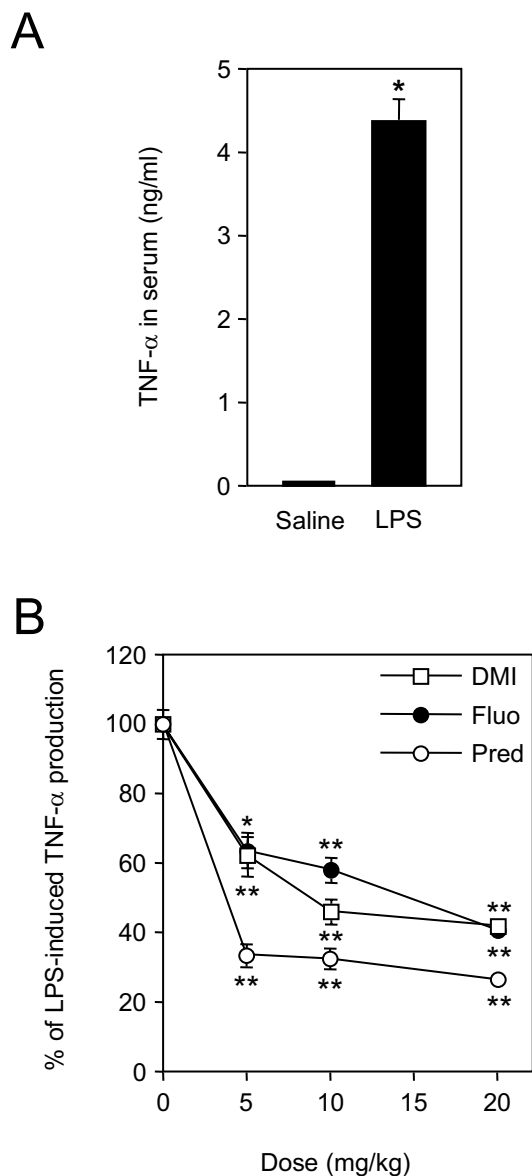 A
TNF-α in serum (ng/ml)
5
*
4
3
2
1
0
Saline LPS
B
% of LPS-induced TNF-α production
120
DMI
100
Fluo
Pred
80
*
**
60
**
**
**
40
**
**
**
**
20
0
0 5 10 15 20
Dose (mg/kg)